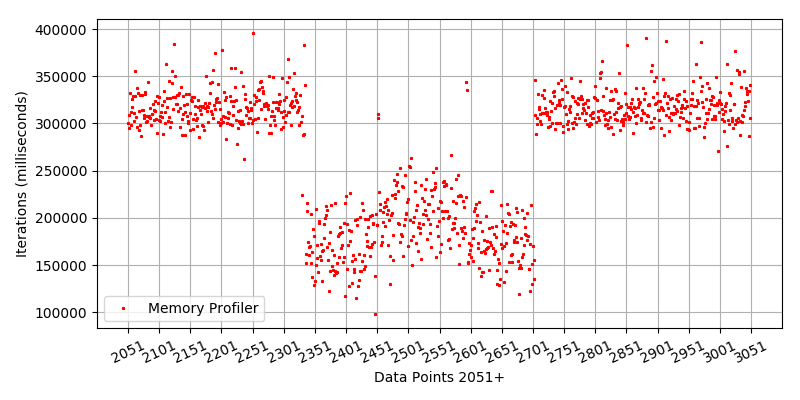 400000
350000
300000
250000
200000
150000
100000
Iterations (milliseconds)
Memory Profiler
2051 2101 2151 2201 2251 2301 2351 2401 2451 2501 2551 2601 2651 2701 2751 2801 2851 2901 2951 3001 3051
Data Points 2051+